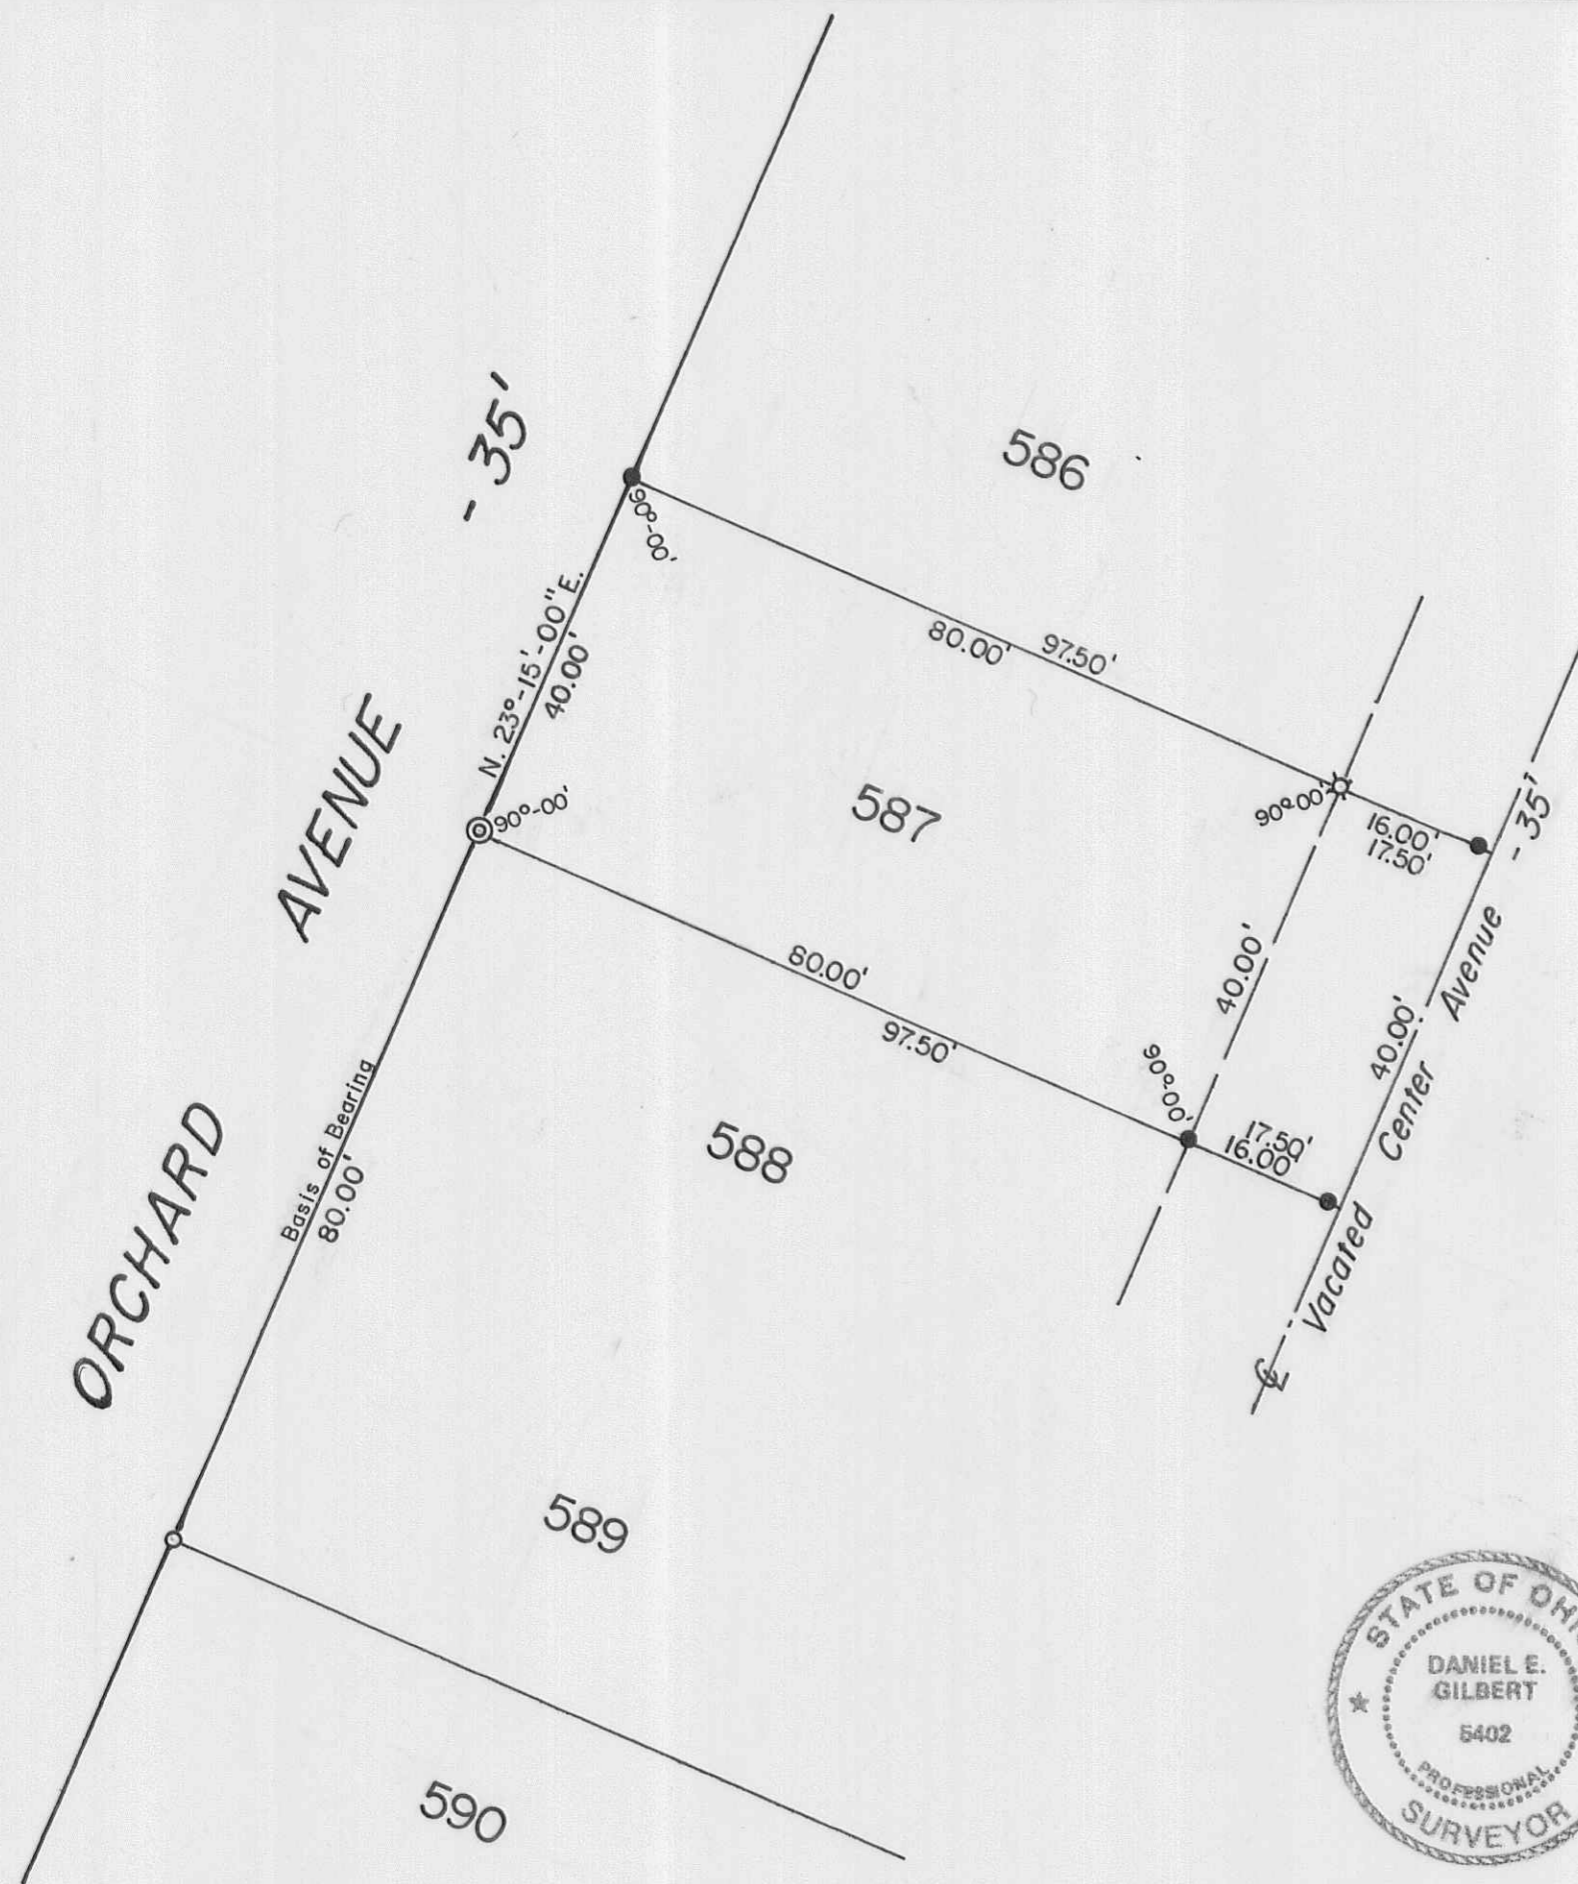 - 35'
586
90°-00'
N. 23°-15'-00" E.
40.00'
80.00'
97.50'
AVENUE
587
90°-00'
90°-00'
16.00'
17.50'
- 35'
80.00'
97.50'
40.00'
Avenue
40.00'
90°-00'
Center
17.50'
16.00'
ORCHARD
Basis of Bearing
80.00'
588
Vacated
℄
589
590
STATE OF OHI
DANIEL E.
GILBERT
5402
PROFESSIONAL
SURVEYOR